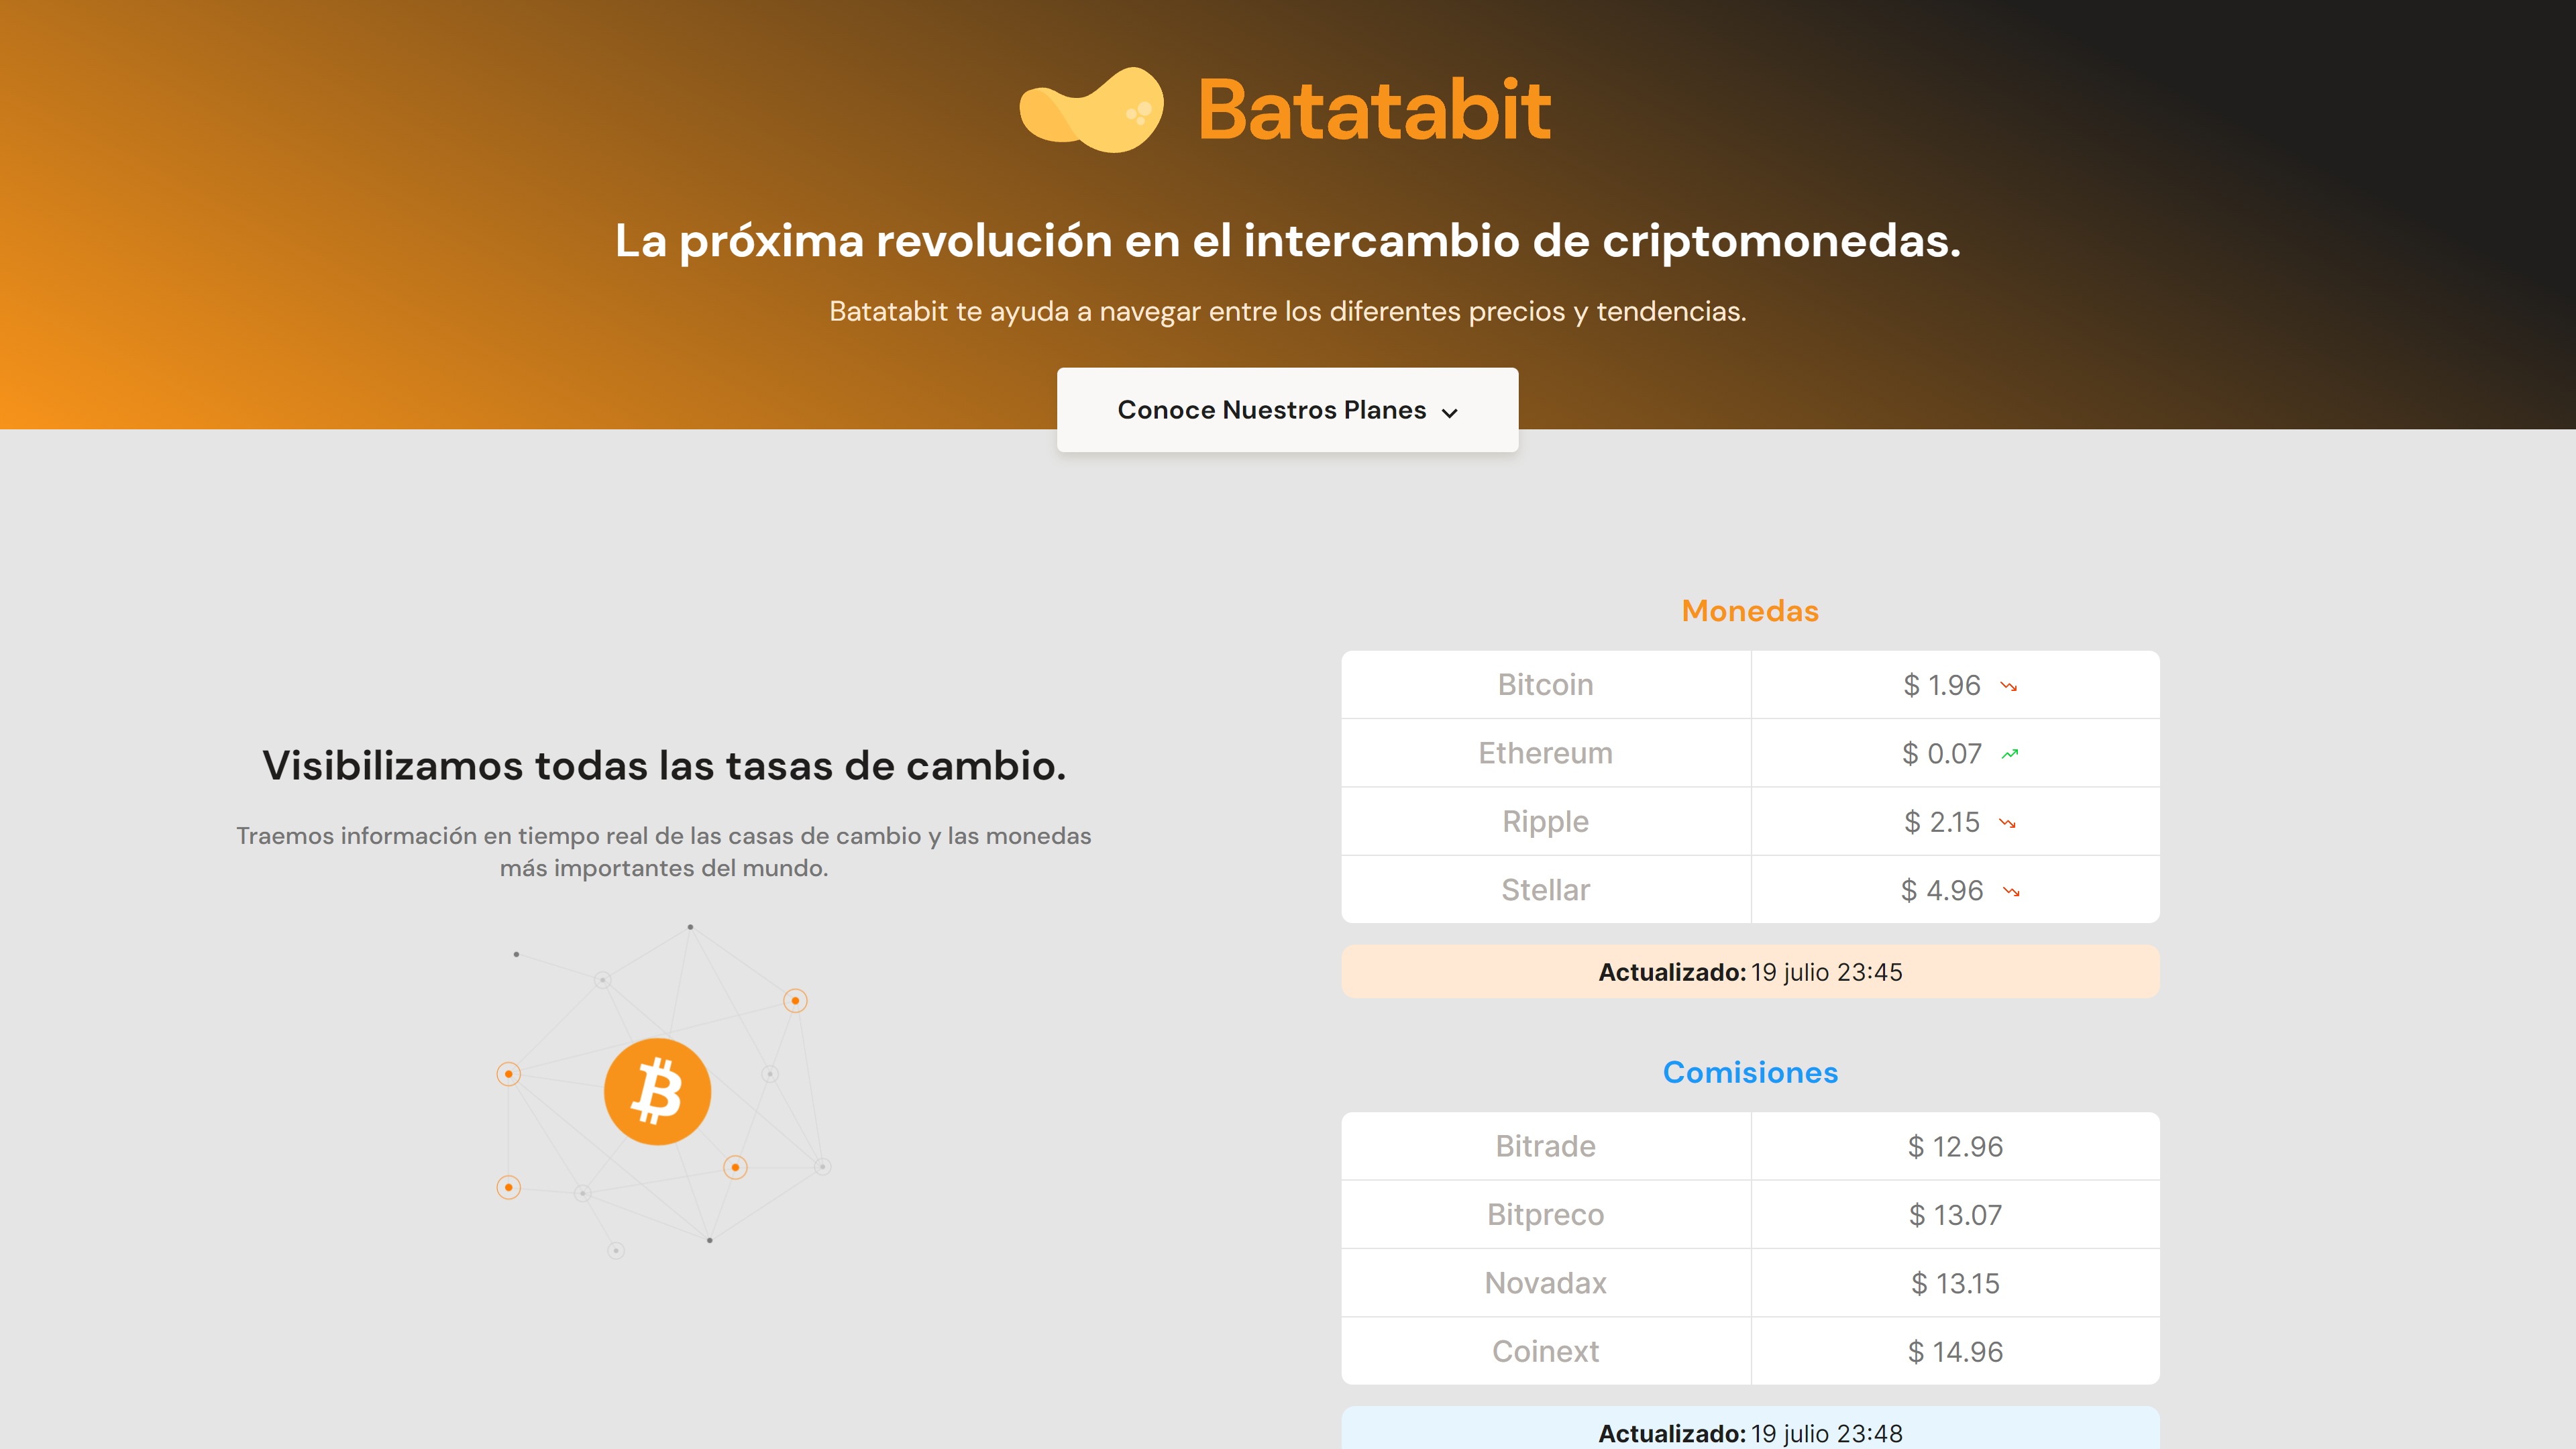 Batatabit
La próxima revolución en el intercambio de criptomonedas.
Batatabit te ayuda a navegar entre los diferentes precios y tendencias.
Conoce Nuestros Planes
Visibilizamos todas las tasas de cambio.
Traemos información en tiempo real de las casas de cambio y las monedas
más importantes del mundo.
Monedas
Bitcoin $ 1.96
Ethereum $ 0.07
Ripple $ 2.15
Stellar $ 4.96
Actualizado: 19 julio 23:45
Comisiones
Bitrade $ 12.96
Bitpreco $ 13.07
Novadax $ 13.15
Coinext $ 14.96
Actualizado: 19 julio 23:48